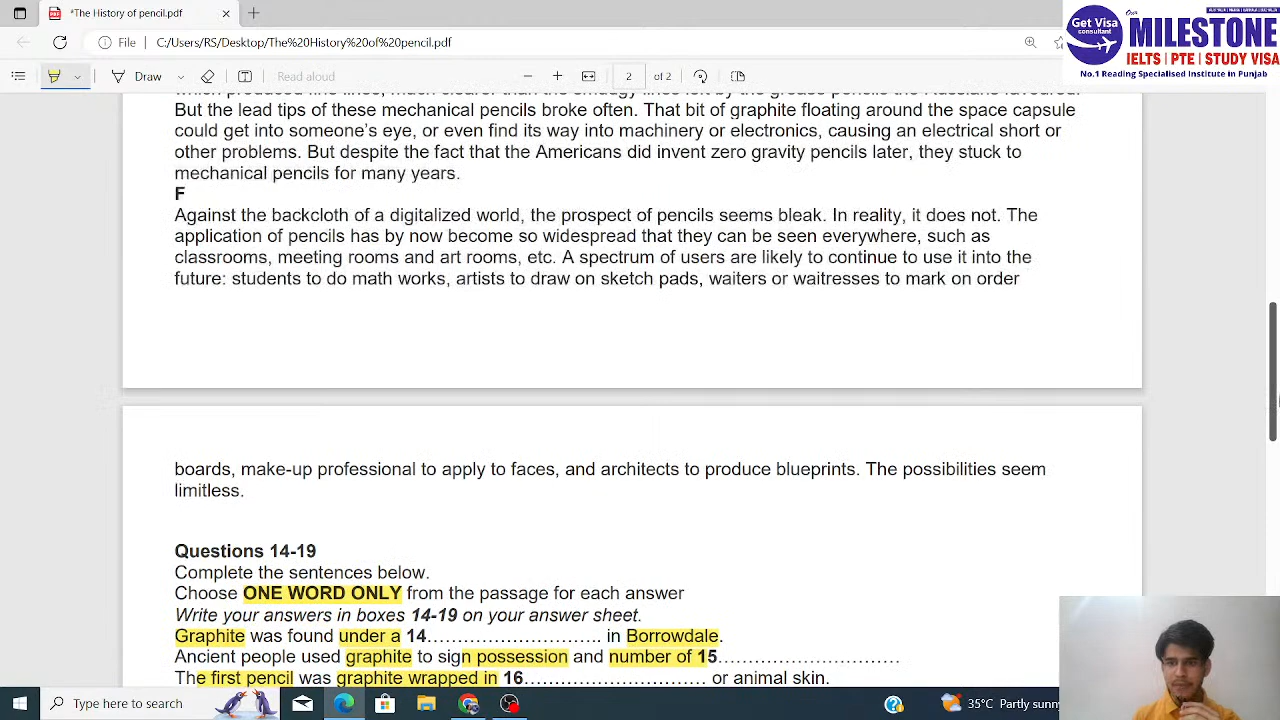 *The History of pencil.pdf
File
C:/Users/RS/Desktop/The%20History%20of%20pencil.pdf
Draw
Read aloud
2 of 2
Get Visa consultant
Our
MILESTONE
IELTS | PTE | STUDY VISA
No.1 Reading Specialised Institute in Punjab
But the lead tips of these mechanical pencils broke often. That bit of graphite floating around the space capsule
could get into someone's eye, or even find its way into machinery or electronics, causing an electrical short or
other problems. But despite the fact that the Americans did invent zero gravity pencils later, they stuck to
mechanical pencils for many years.
F
Against the backcloth of a digitalized world, the prospect of pencils seems bleak. In reality, it does not. The
application of pencils has by now become so widespread that they can be seen everywhere, such as
classrooms, meeting rooms and art rooms, etc. A spectrum of users are likely to continue to use it into the
future: students to do math works, artists to draw on sketch pads, waiters or waitresses to mark on order
boards, make-up professional to apply to faces, and architects to produce blueprints. The possibilities seem
limitless.
Questions 14-19
Complete the sentences below.
Choose ONE WORD ONLY from the passage for each answer
Write your answers in boxes 14-19 on your answer sheet.
Graphite was found under a 14………………………….. in Borrowdale.
Ancient people used graphite to sign possession and number of 15…………………………
The first pencil was graphite wrapped in 16………………………… or animal skin.
Type here to search
35°C Partly sunny